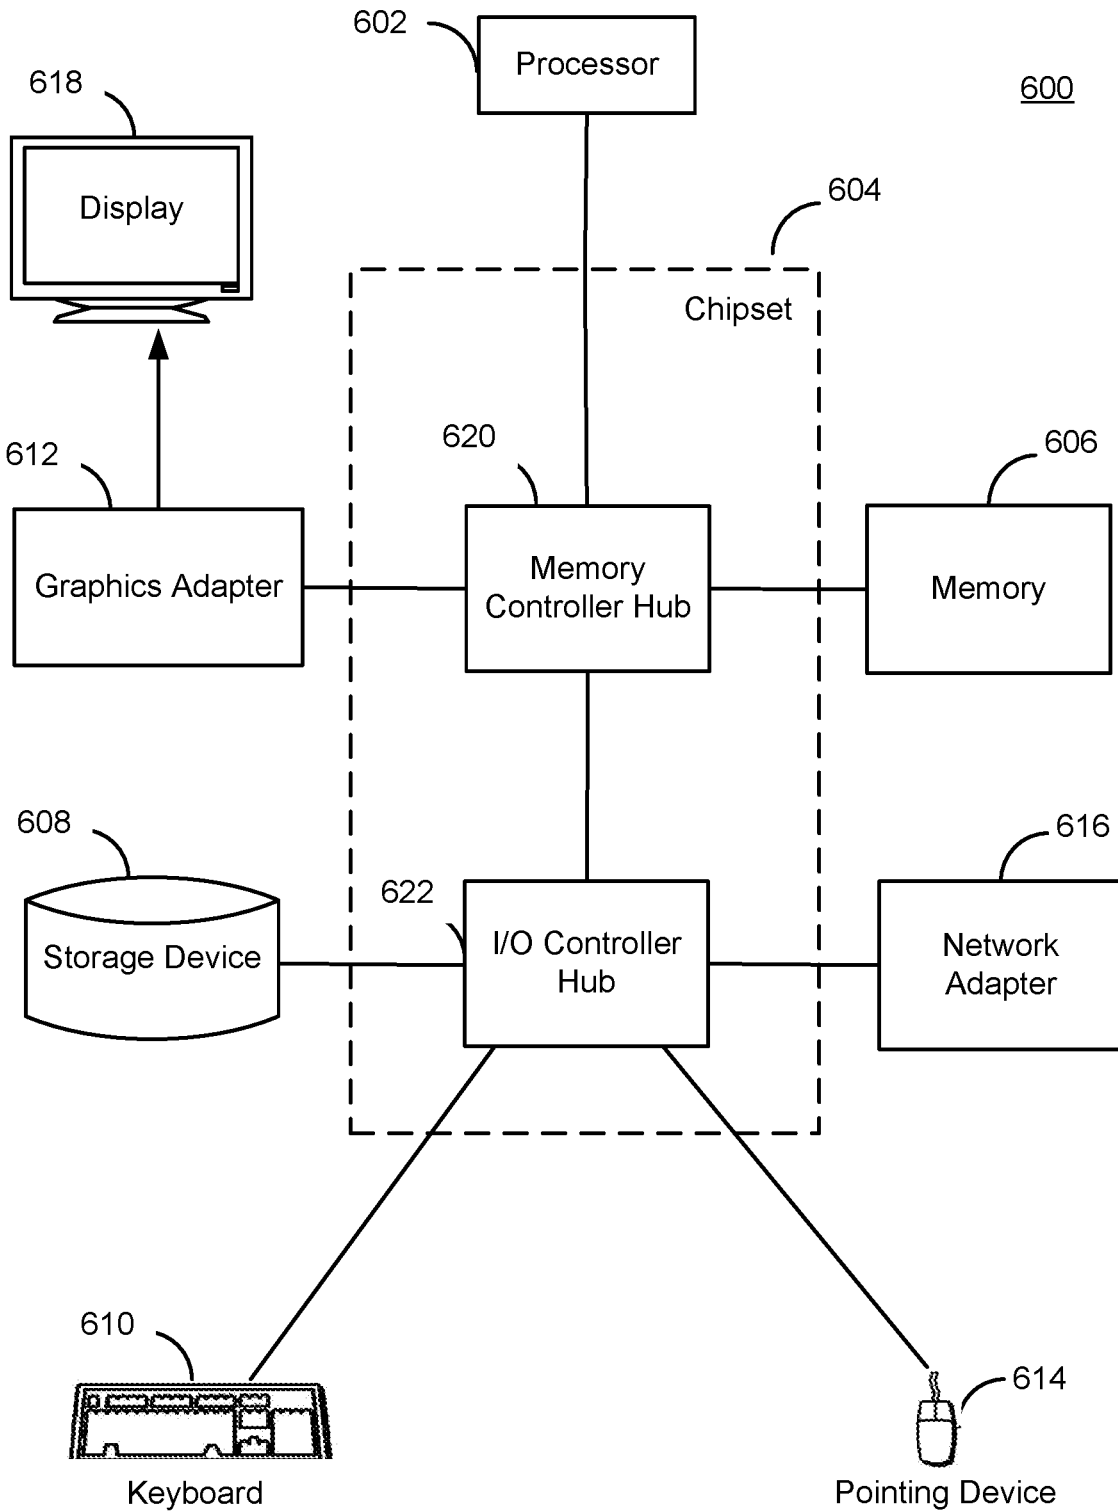 602
Processor
600
618
Display
604
Chipset
612
620
606
Graphics Adapter
Memory
Controller Hub
Memory
608
622
616
Storage Device
I/O Controller
Hub
Network
Adapter
610
614
Keyboard
Pointing Device